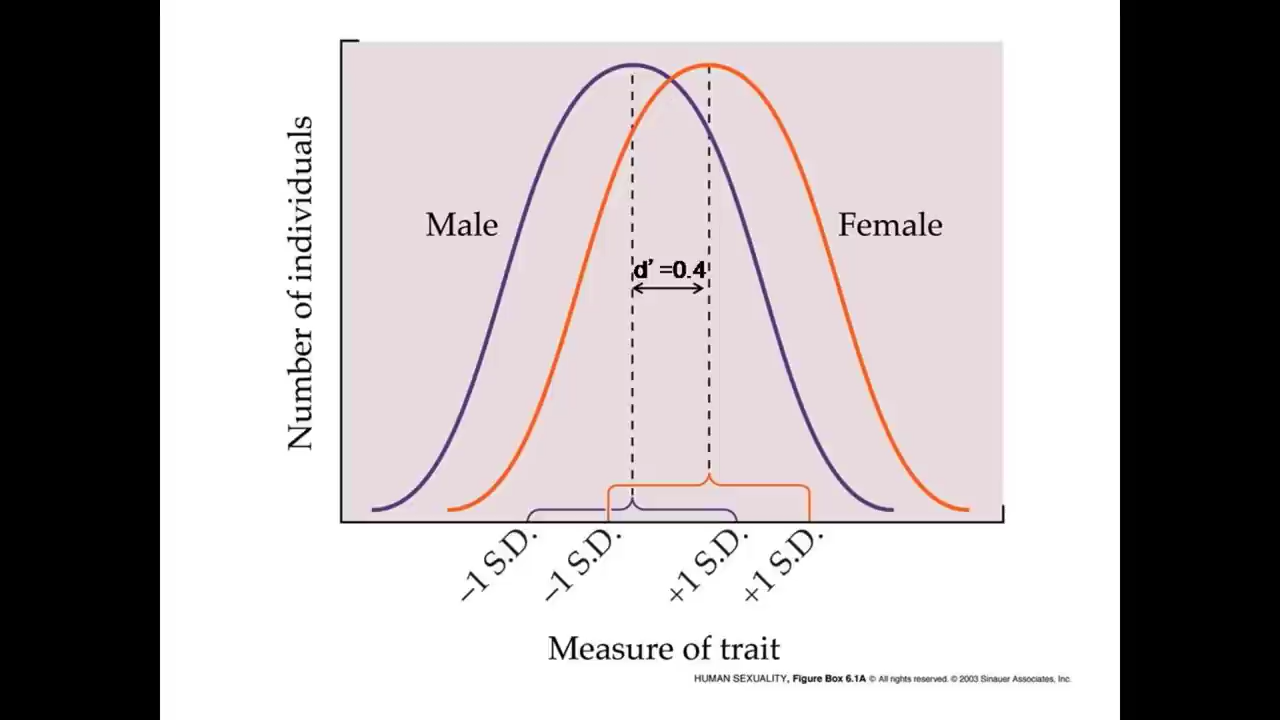 Number of individuals
Male
Female
d’ =0.4
–1 S.D.
–1 S.D.
+1 S.D.
+1 S.D.
Measure of trait
HUMAN SEXUALITY, Figure Box 6.1A © All rights reserved. © 2003 Sinauer Associates, Inc.